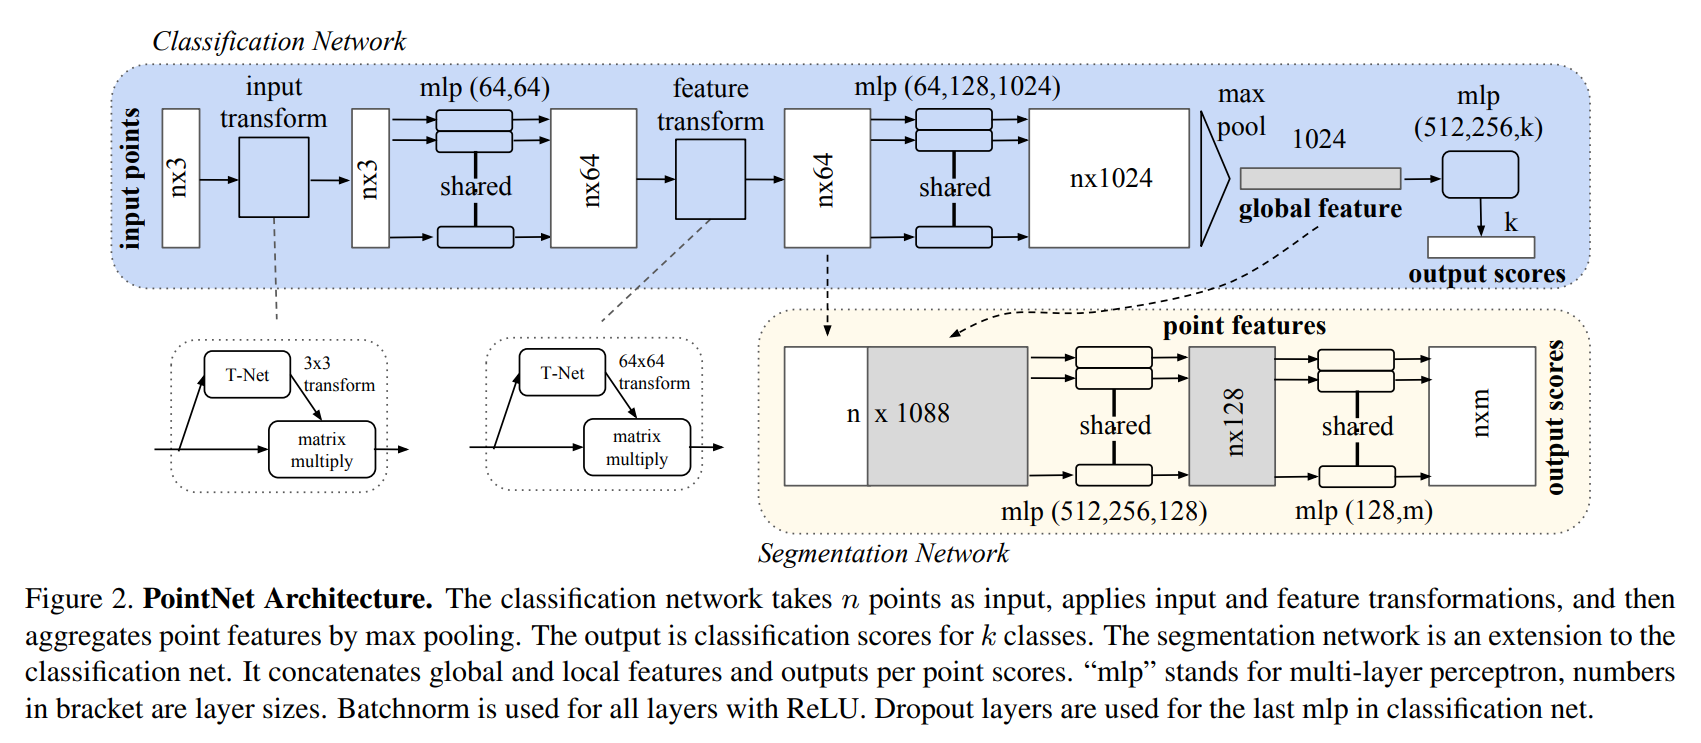 Classification Network
input points
nx3
input
transform
nx3
mlp (64,64)
shared
nx64
feature
transform
nx64
mlp (64,128,1024)
shared
nx1024
max
pool
1024
global feature
mlp
(512,256,k)
k
output scores
T-Net
3x3
transform
matrix
multiply
T-Net
64x64
transform
matrix
multiply
point features
n x 1088
shared
mlp (512,256,128)
nx128
shared
mlp (128,m)
nxm
output scores
Segmentation Network
Figure 2. PointNet Architecture. The classification network takes n points as input, applies input and feature transformations, and then
aggregates point features by max pooling. The output is classification scores for k classes. The segmentation network is an extension to the
classification net. It concatenates global and local features and outputs per point scores. “mlp” stands for multi-layer perceptron, numbers
in bracket are layer sizes. Batchnorm is used for all layers with ReLU. Dropout layers are used for the last mlp in classification net.